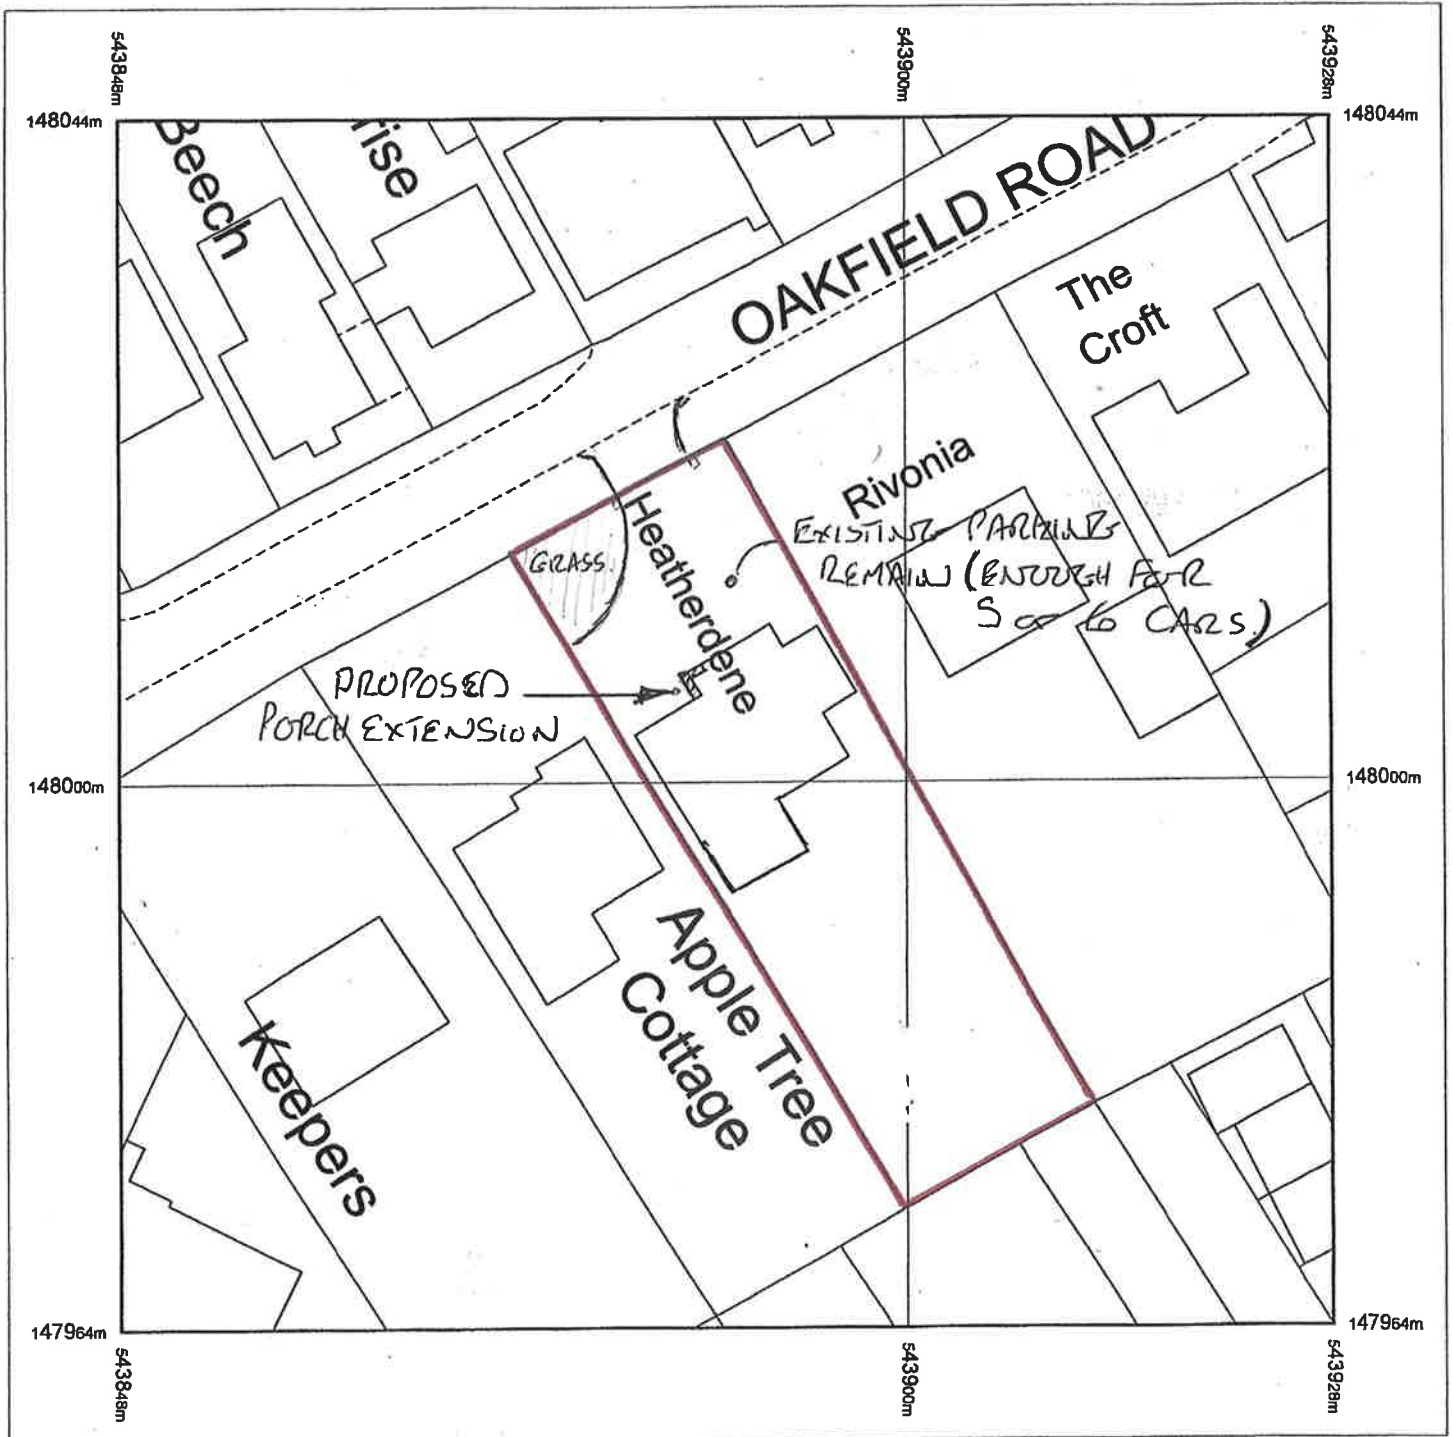 543848m
543900m
543928m
148044m
148044m
Beech
rise
OAKFIELD ROAD
The
Croft
Rivonia
Heatherdene
GRASS.
EXISTING PARKING
REMAIN (ENOUGH FOR
5 or 6 CARS.)
PROPOSED
PORCH EXTENSION
148000m
148000m
Apple Tree
Cottage
Keepers
147964m
147964m
543848m
543900m
543928m